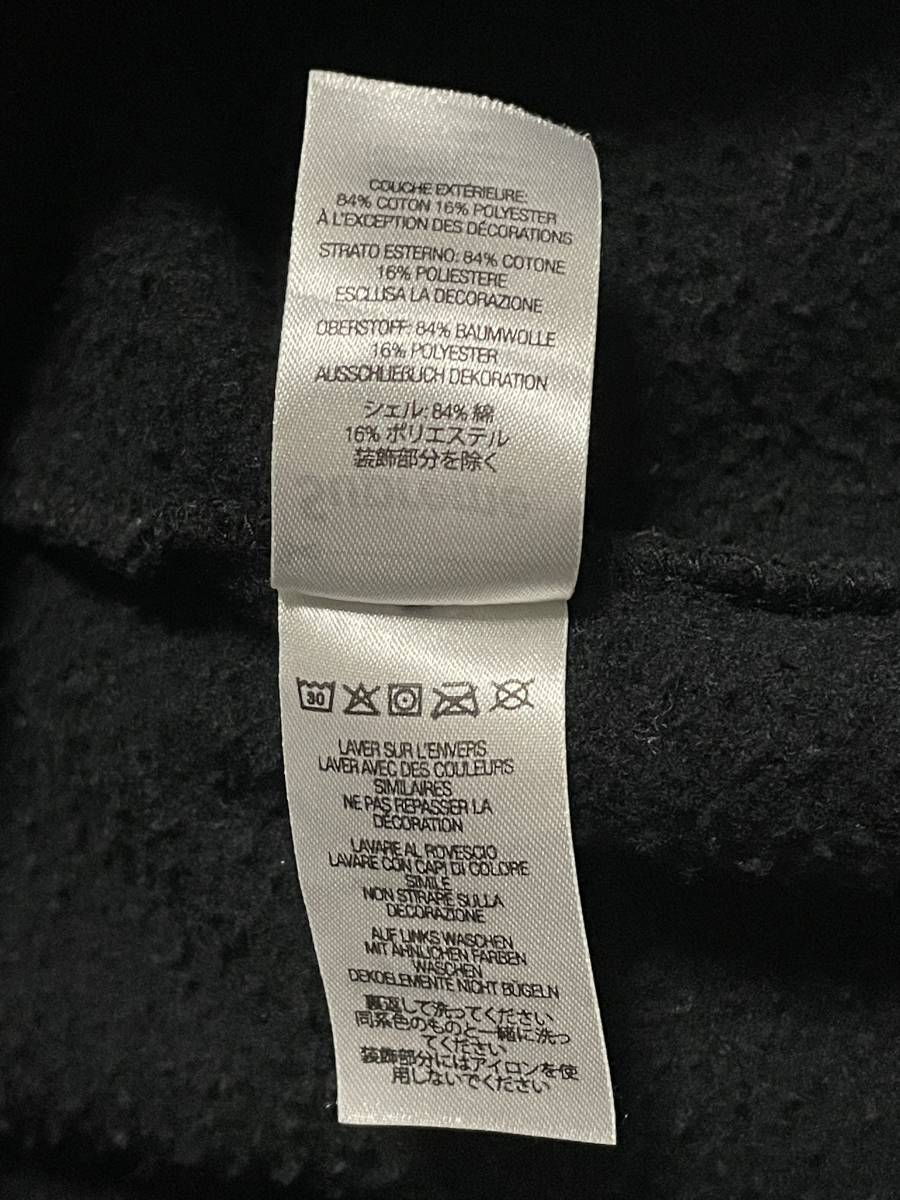 COUCHE EXTÉRIEURE:
84% COTON 16% POLYESTER
À L'EXCEPTION DES DÉCORATIONS
STRATO ESTERNO: 84% COTONE
16% POLIESTERE
ESCLUSA LA DECORAZIONE
OBERSTOFF: 84% BAUMWOLLE
16% POLYESTER
AUSSCHLIEßLICH DEKORATION
シェル: 84% 綿
16% ポリエステル
装飾部分を除く
30
LAVER SUR L'ENVERS
LAVER AVEC DES COULEURS
SIMILAIRES
NE PAS REPASSER LA
DÉCORATION
LAVARE AL ROVESCIO
LAVARE CON CAPI DI COLORE
SIMILE
NON STIRARE SULLA
DECORAZIONE
AUF LINKS WASCHEN
MIT ÄHNLICHEN FARBEN
WASCHEN
DEKOELEMENTE NICHT BÜGELN
裏返して洗ってください
同系色のものと一緒に洗っ
てください
装飾部分にはアイロンを使
用しないでください